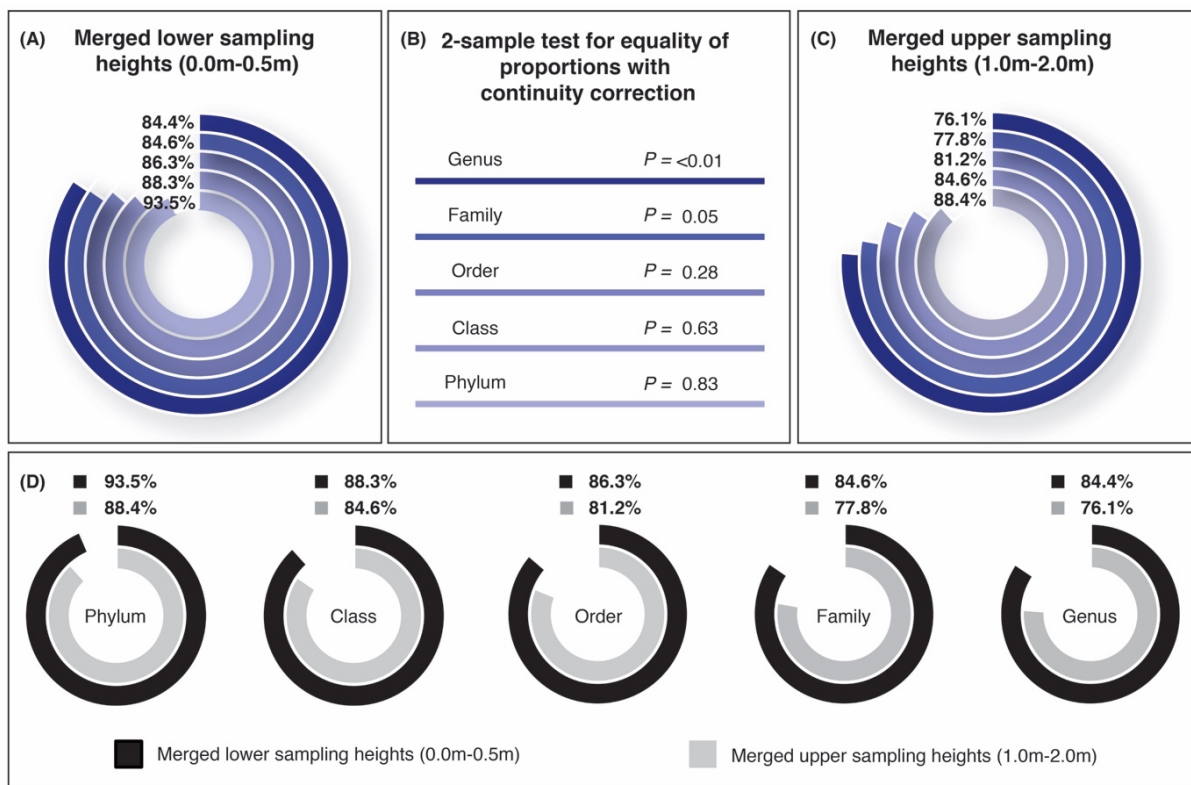 (A) Merged lower sampling
heights (0.0m-0.5m)
84.4%
84.6%
86.3%
88.3%
93.5%
(B) 2-sample test for equality of
proportions with
continuity correction
Genus P = <0.01
Family P = 0.05
Order P = 0.28
Class P = 0.63
Phylum P = 0.83
(C) Merged upper sampling
heights (1.0m-2.0m)
76.1%
77.8%
81.2%
84.6%
88.4%
(D)
93.5%
88.4%
Phylum
88.3%
84.6%
Class
86.3%
81.2%
Order
84.6%
77.8%
Family
84.4%
76.1%
Genus
Merged lower sampling heights (0.0m-0.5m)
Merged upper sampling heights (1.0m-2.0m)